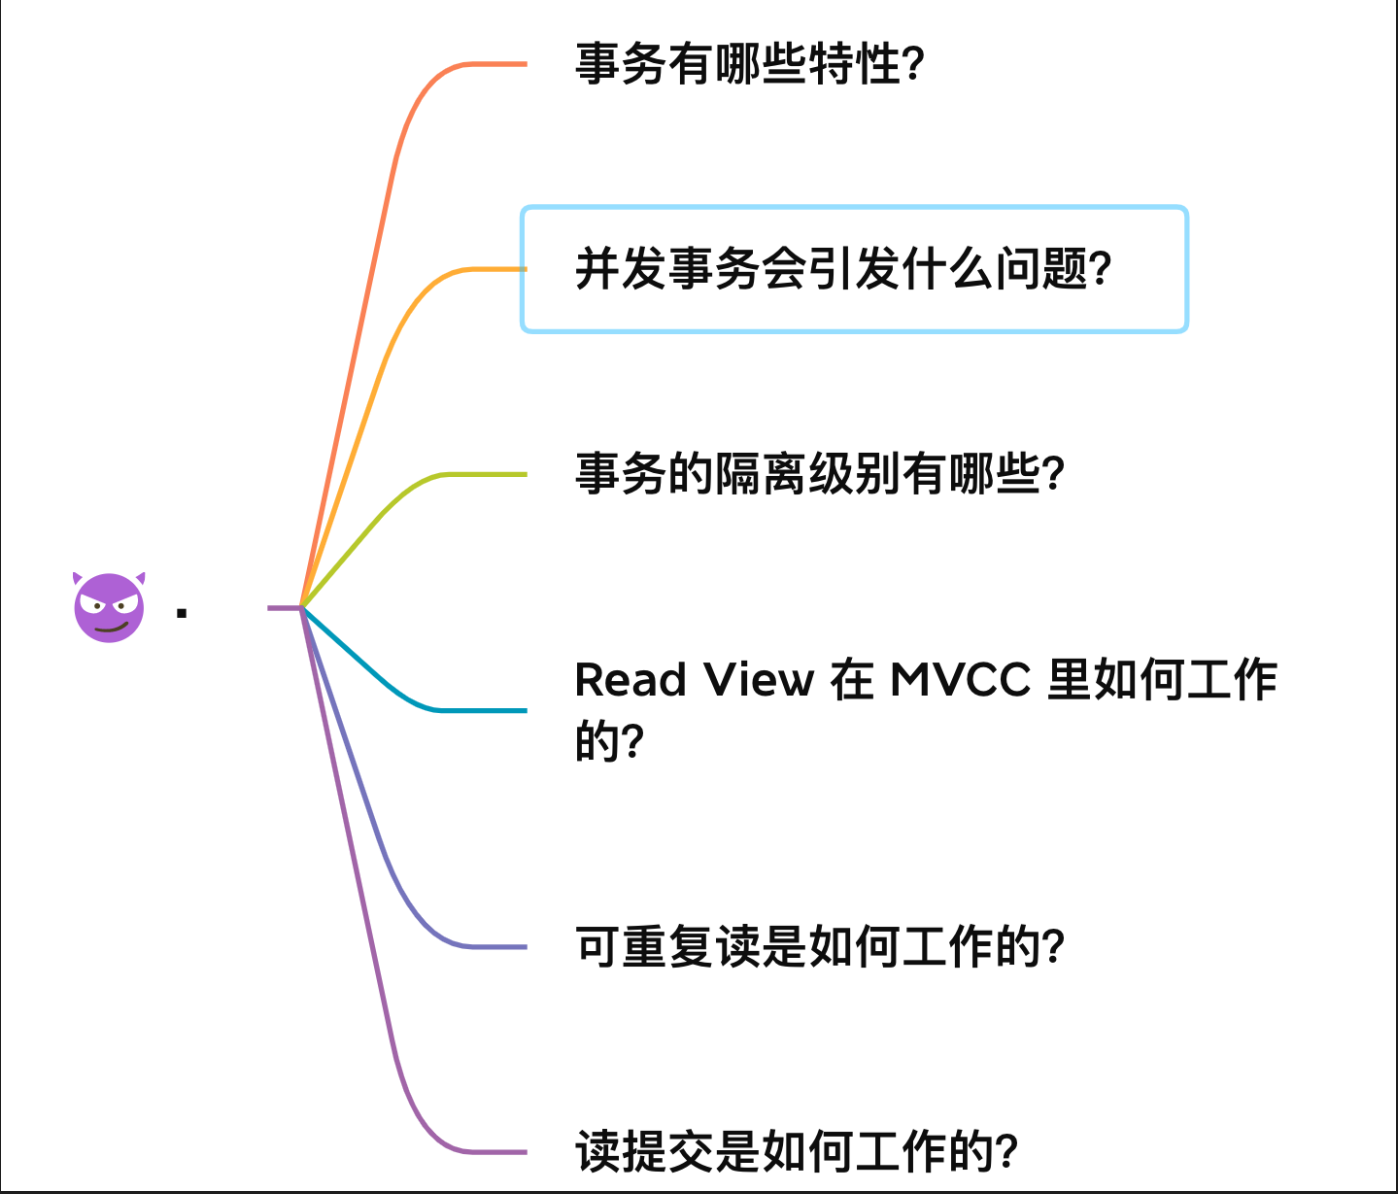 事务有哪些特性?
并发事务会引发什么问题?
事务的隔离级别有哪些?
.
Read View 在 MVCC 里如何工作
的?
可重复读是如何工作的?
读提交是如何工作的?